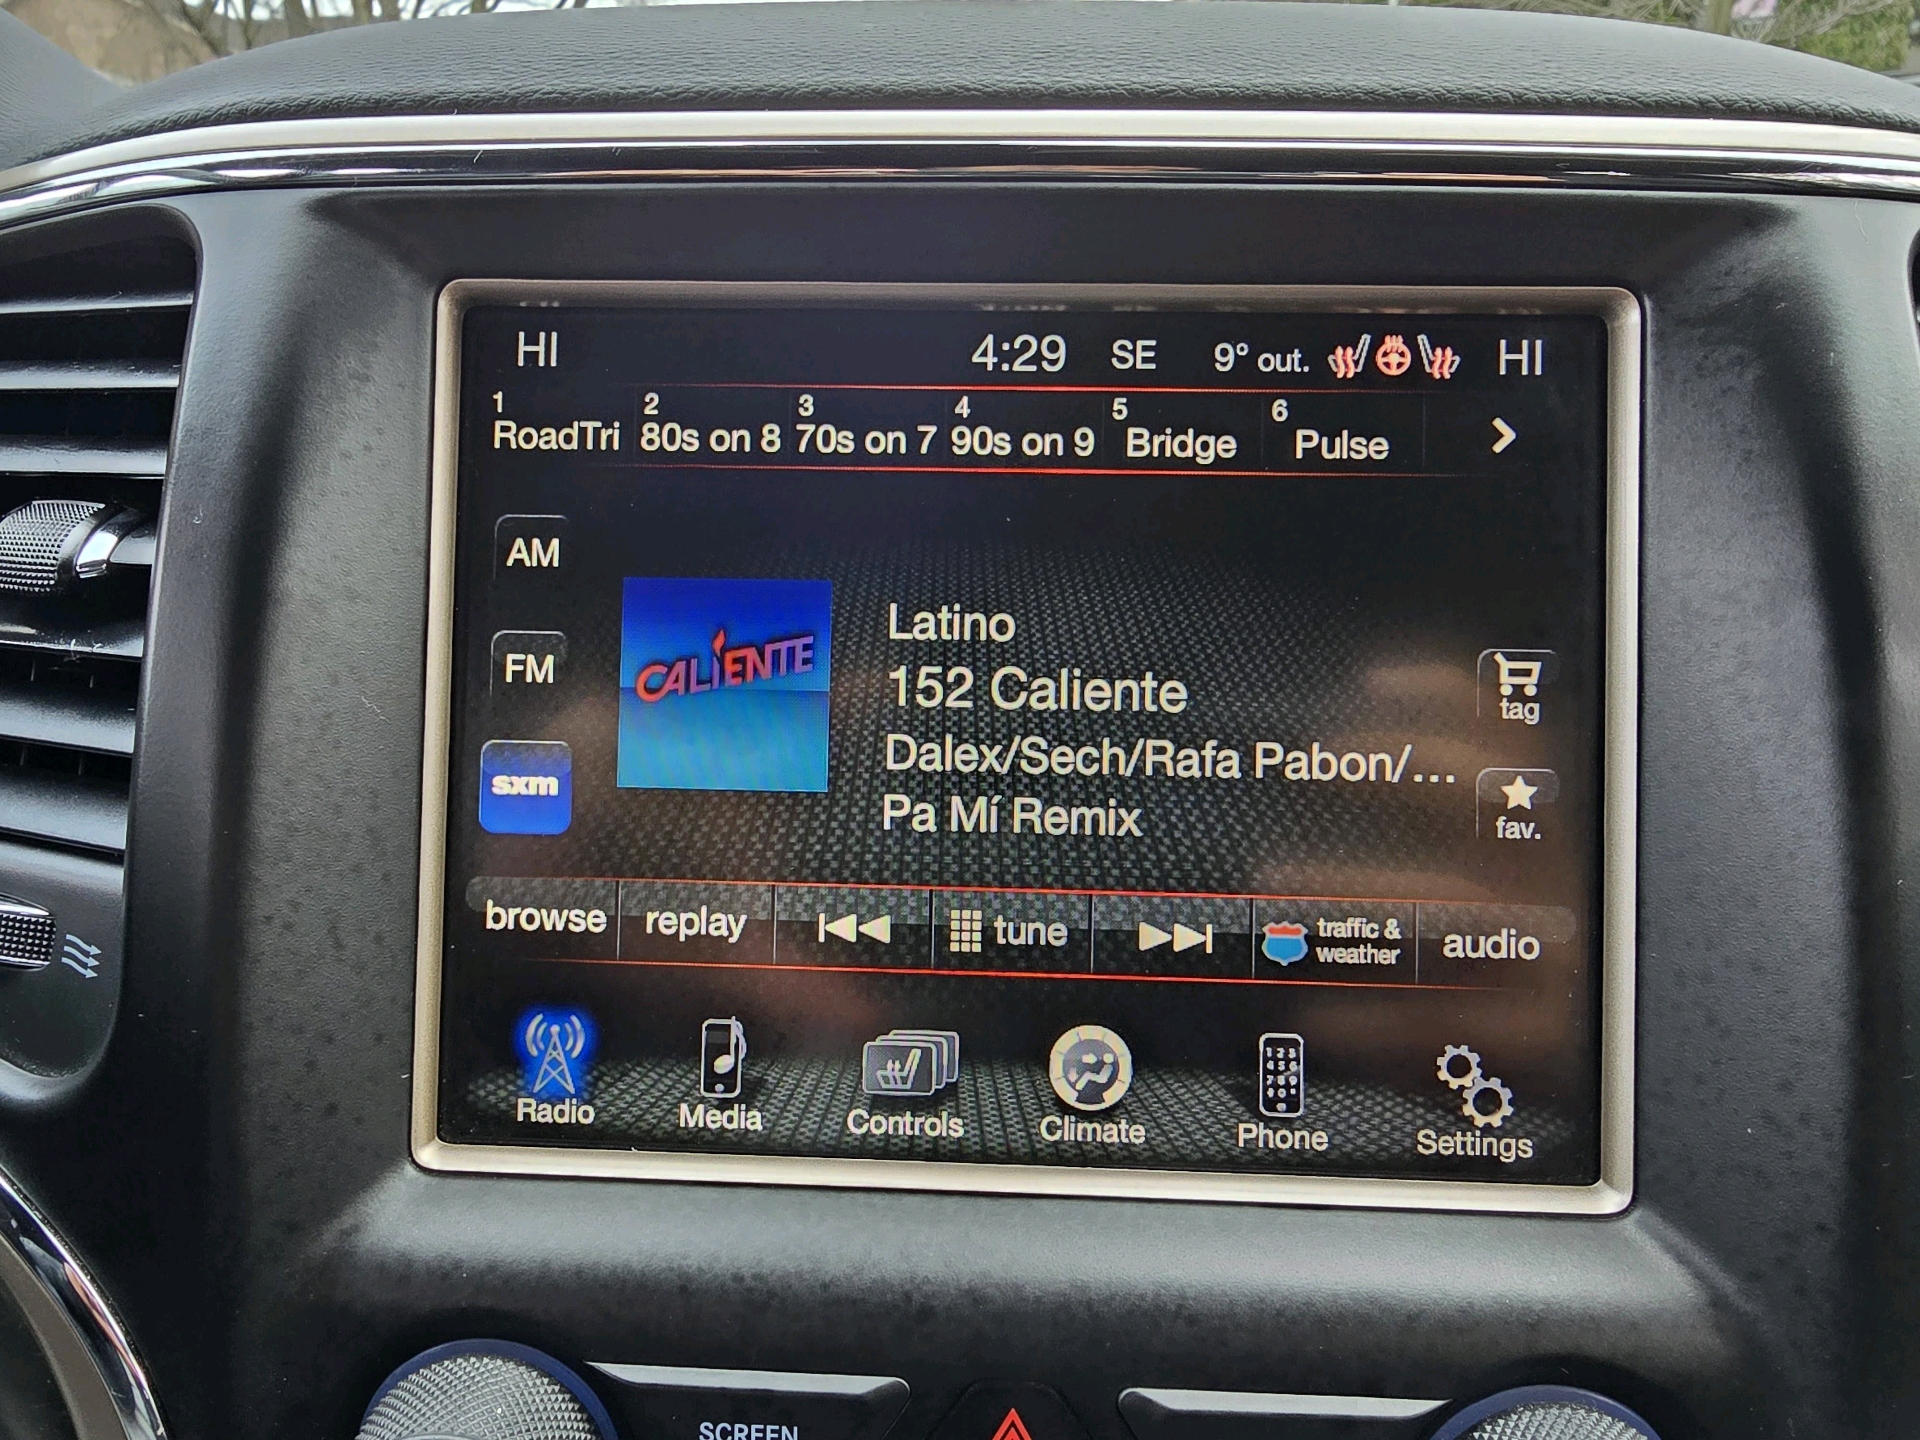 HI 4:29 SE 9° out. HI
1 2 3 4 5 6
RoadTri 80s on 8 70s on 7 90s on 9 Bridge Pulse
AM
FM
sxm
CALiENTE
Latino
152 Caliente
Dalex/Sech/Rafa Pabon/...
Pa Mí Remix
tag
fav.
browse replay tune traffic & weather audio
Radio Media Controls Climate Phone Settings
SCREEN